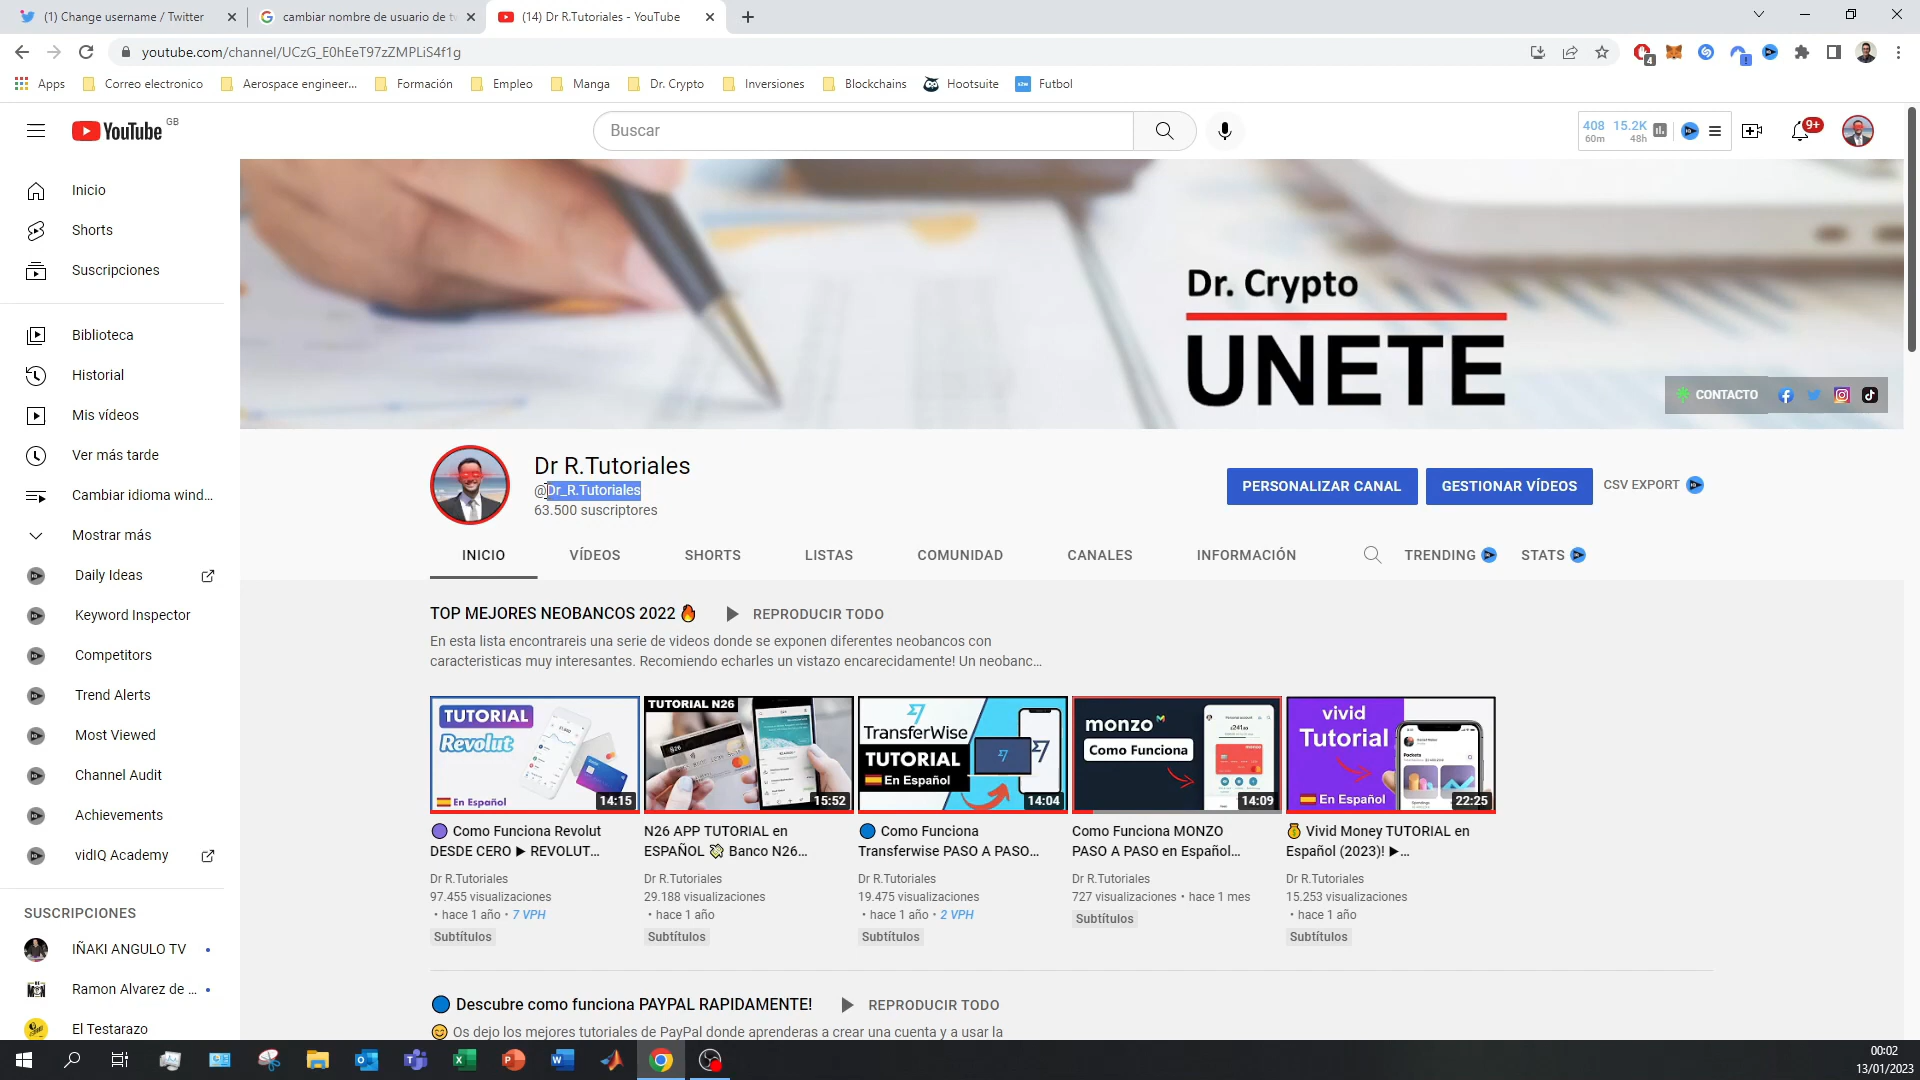 (1) Change username / Twitter
cambiar nombre de usuario de tw
(14) Dr R.Tutoriales - YouTube
youtube.com/channel/UCzG_E0hEeT97zZMPLiS4f1g
4
Apps
Correo electronico
Aerospace engineer...
Formación
Empleo
Manga
Dr. Crypto
Inversiones
Blockchains
Hootsuite
Futbol
YouTube GB
Buscar
408 15.2K
60m 48h
9+
Inicio
Shorts
Suscripciones
Biblioteca
Historial
Mis vídeos
Ver más tarde
Cambiar idioma wind...
Mostrar más
Daily Ideas
Keyword Inspector
Competitors
Trend Alerts
Most Viewed
Channel Audit
Achievements
vidIQ Academy
SUSCRIPCIONES
IÑAKI ANGULO TV
Ramon Alvarez de ...
El Testarazo
Dr. Crypto
UNETE
CONTACTO
Dr R.Tutoriales
@Dr_R.Tutoriales
63.500 suscriptores
PERSONALIZAR CANAL
GESTIONAR VÍDEOS
CSV EXPORT
INICIO
VÍDEOS
SHORTS
LISTAS
COMUNIDAD
CANALES
INFORMACIÓN
TRENDING
STATS
TOP MEJORES NEOBANCOS 2022 🔥
REPRODUCIR TODO
En esta lista encontrareis una serie de videos donde se exponen diferentes neobancos con
caracteristicas muy interesantes. Recomiendo echarles un vistazo encarecidamente! Un neobanc...
TUTORIAL
Revolut
En Español
14:15
🟣 Como Funciona Revolut
DESDE CERO ▶ REVOLUT...
Dr R.Tutoriales
97.455 visualizaciones
• hace 1 año • 7 VPH
Subtítulos
TUTORIAL N26
15:52
N26 APP TUTORIAL en
ESPAÑOL 💸 Banco N26...
Dr R.Tutoriales
29.188 visualizaciones
• hace 1 año
Subtítulos
TransferWise
TUTORIAL
En Español
14:04
🔵 Como Funciona
Transferwise PASO A PASO...
Dr R.Tutoriales
19.475 visualizaciones
• hace 1 año • 2 VPH
Subtítulos
monzo
Como Funciona
14:09
Como Funciona MONZO
PASO A PASO en Español...
Dr R.Tutoriales
727 visualizaciones • hace 1 mes
Subtítulos
vivid
Tutorial
En Español
22:25
💰 Vivid Money TUTORIAL en
Español (2023)! ▶...
Dr R.Tutoriales
15.253 visualizaciones
• hace 1 año
Subtítulos
🔵 Descubre como funciona PAYPAL RAPIDAMENTE!
REPRODUCIR TODO
😊 Os dejo los mejores tutoriales de PayPal donde aprenderas a crear una cuenta y a usar la
00:02
13/01/2023